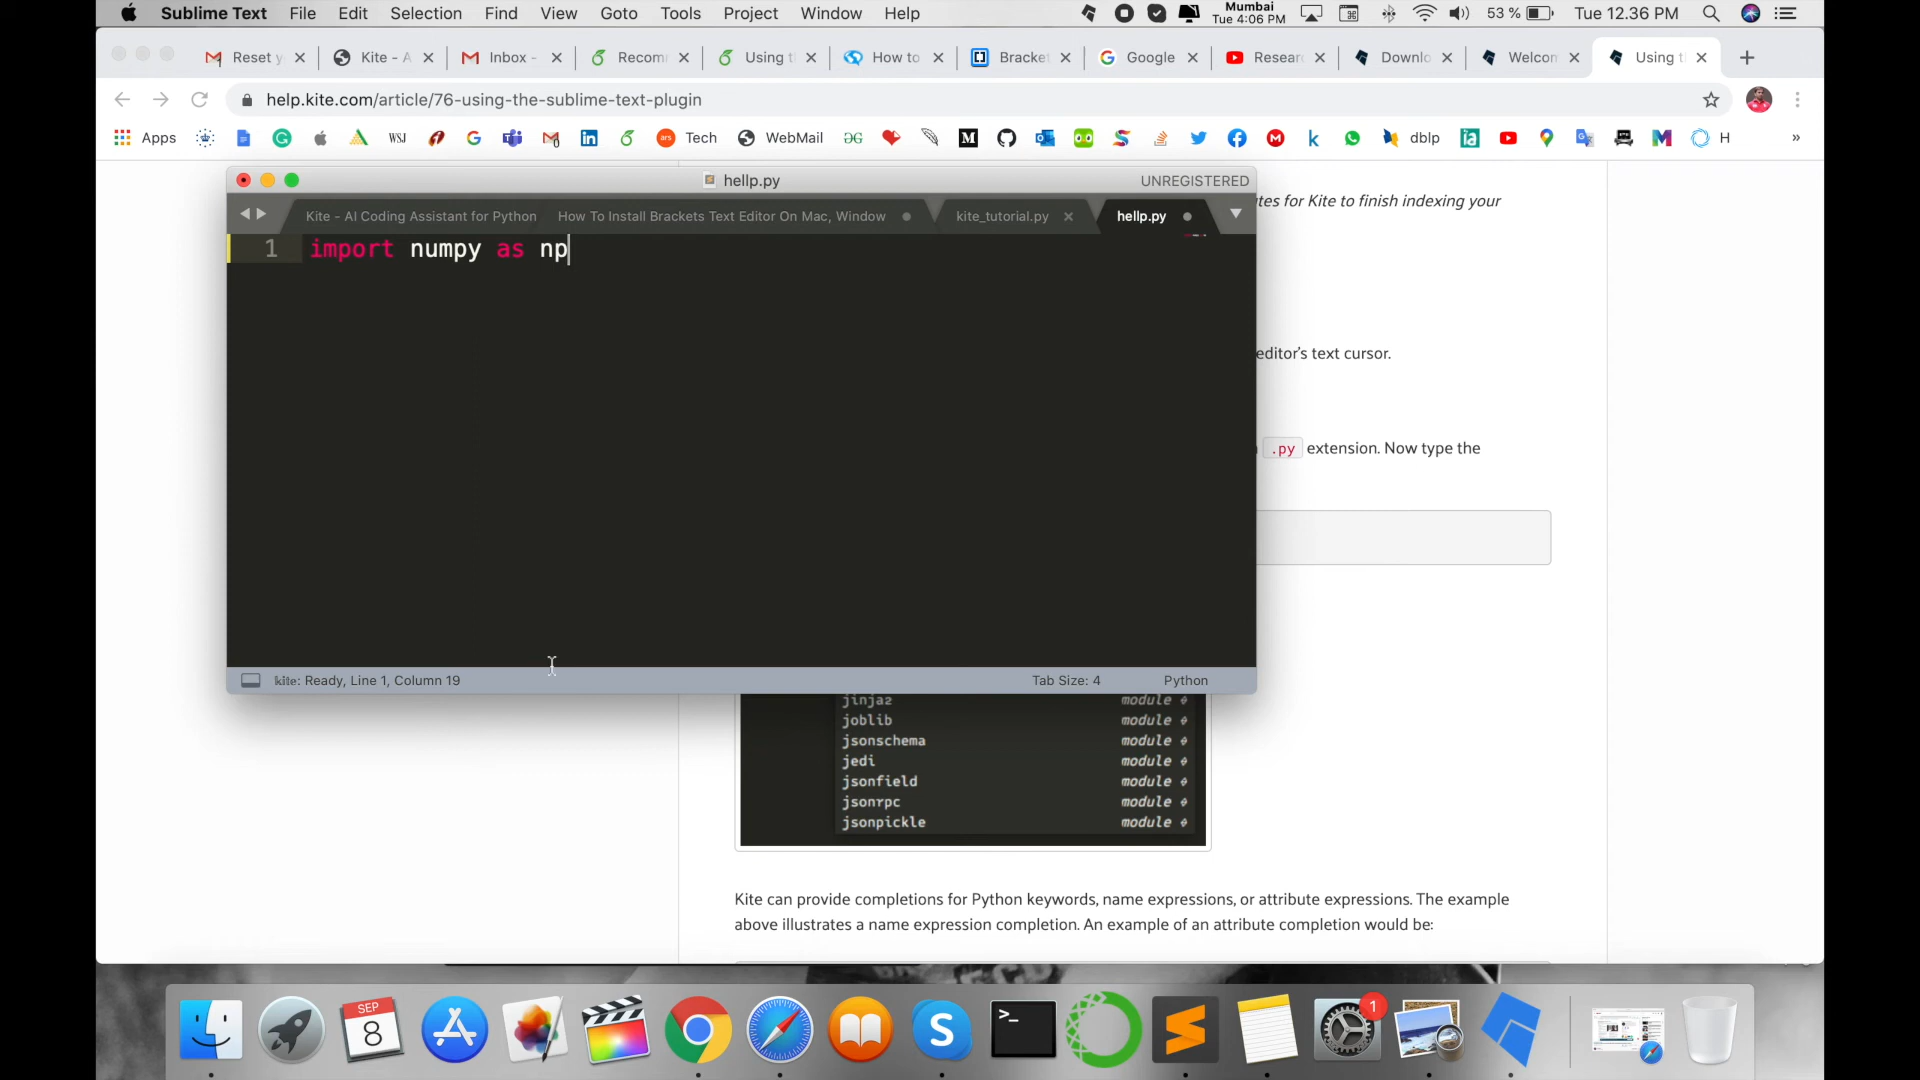 Sublime Text File Edit Selection Find View Goto Tools Project Window Help Mumbai Tue 4:06 PM 53 % Tue 12.36 PM
Reset y Kite - A Inbox - Recom Using t How to Bracket Google Resear Downlo Welcom Using t
help.kite.com/article/76-using-the-sublime-text-plugin
Apps WSJ ars Tech WebMail dblp H »
hellp.py UNREGISTERED
Kite - AI Coding Assistant for Python How To Install Brackets Text Editor On Mac, Window kite_tutorial.py hellp.py
1 import numpy as np
tes for Kite to finish indexing your
editor's text cursor.
.py extension. Now type the
kite: Ready, Line 1, Column 19 Tab Size: 4 Python
jinja2 module
joblib module
jsonschema module
jedi module
jsonfield module
jsonrpc module
jsonpickle module
Kite can provide completions for Python keywords, name expressions, or attribute expressions. The example
above illustrates a name expression completion. An example of an attribute completion would be:
SEP
8
S
>_
1